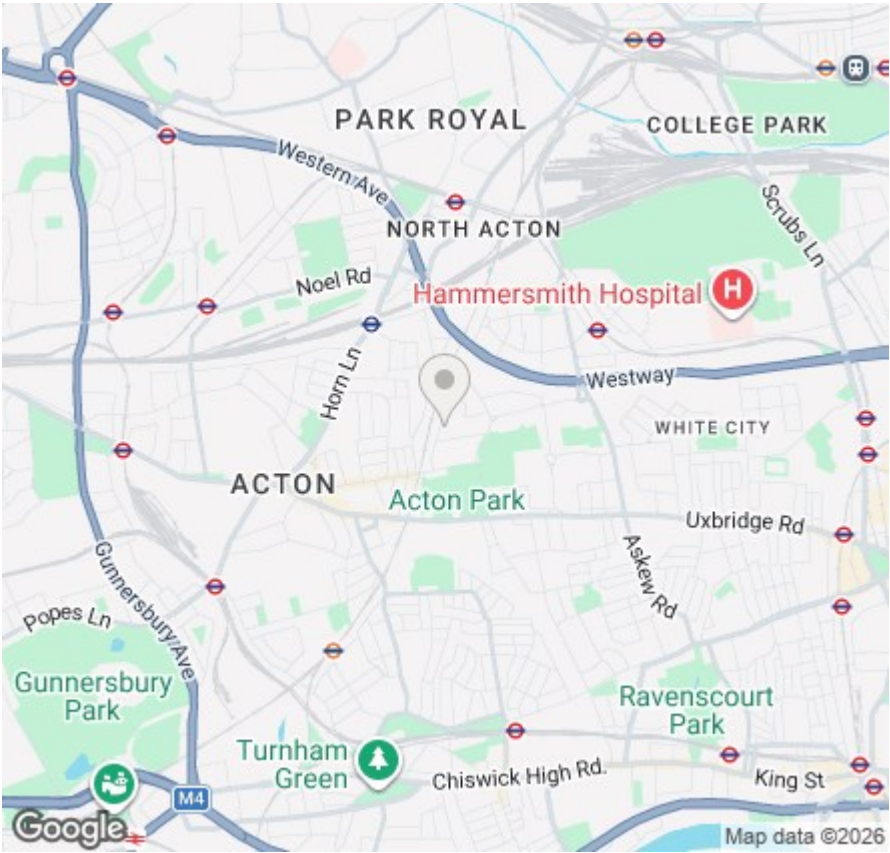 PARK ROYAL
COLLEGE PARK
Western Ave
Scrubs Ln
NORTH ACTON
Noel Rd
Hammersmith Hospital
H
Horn Ln
Westway
WHITE CITY
ACTON
Acton Park
Uxbridge Rd
Gunnersbury Ave
Askew Rd
Popes Ln
Gunnersbury
Park
Ravenscourt
Park
Turnham
Green
Chiswick High Rd.
King St
M4
Google
Map data ©2026